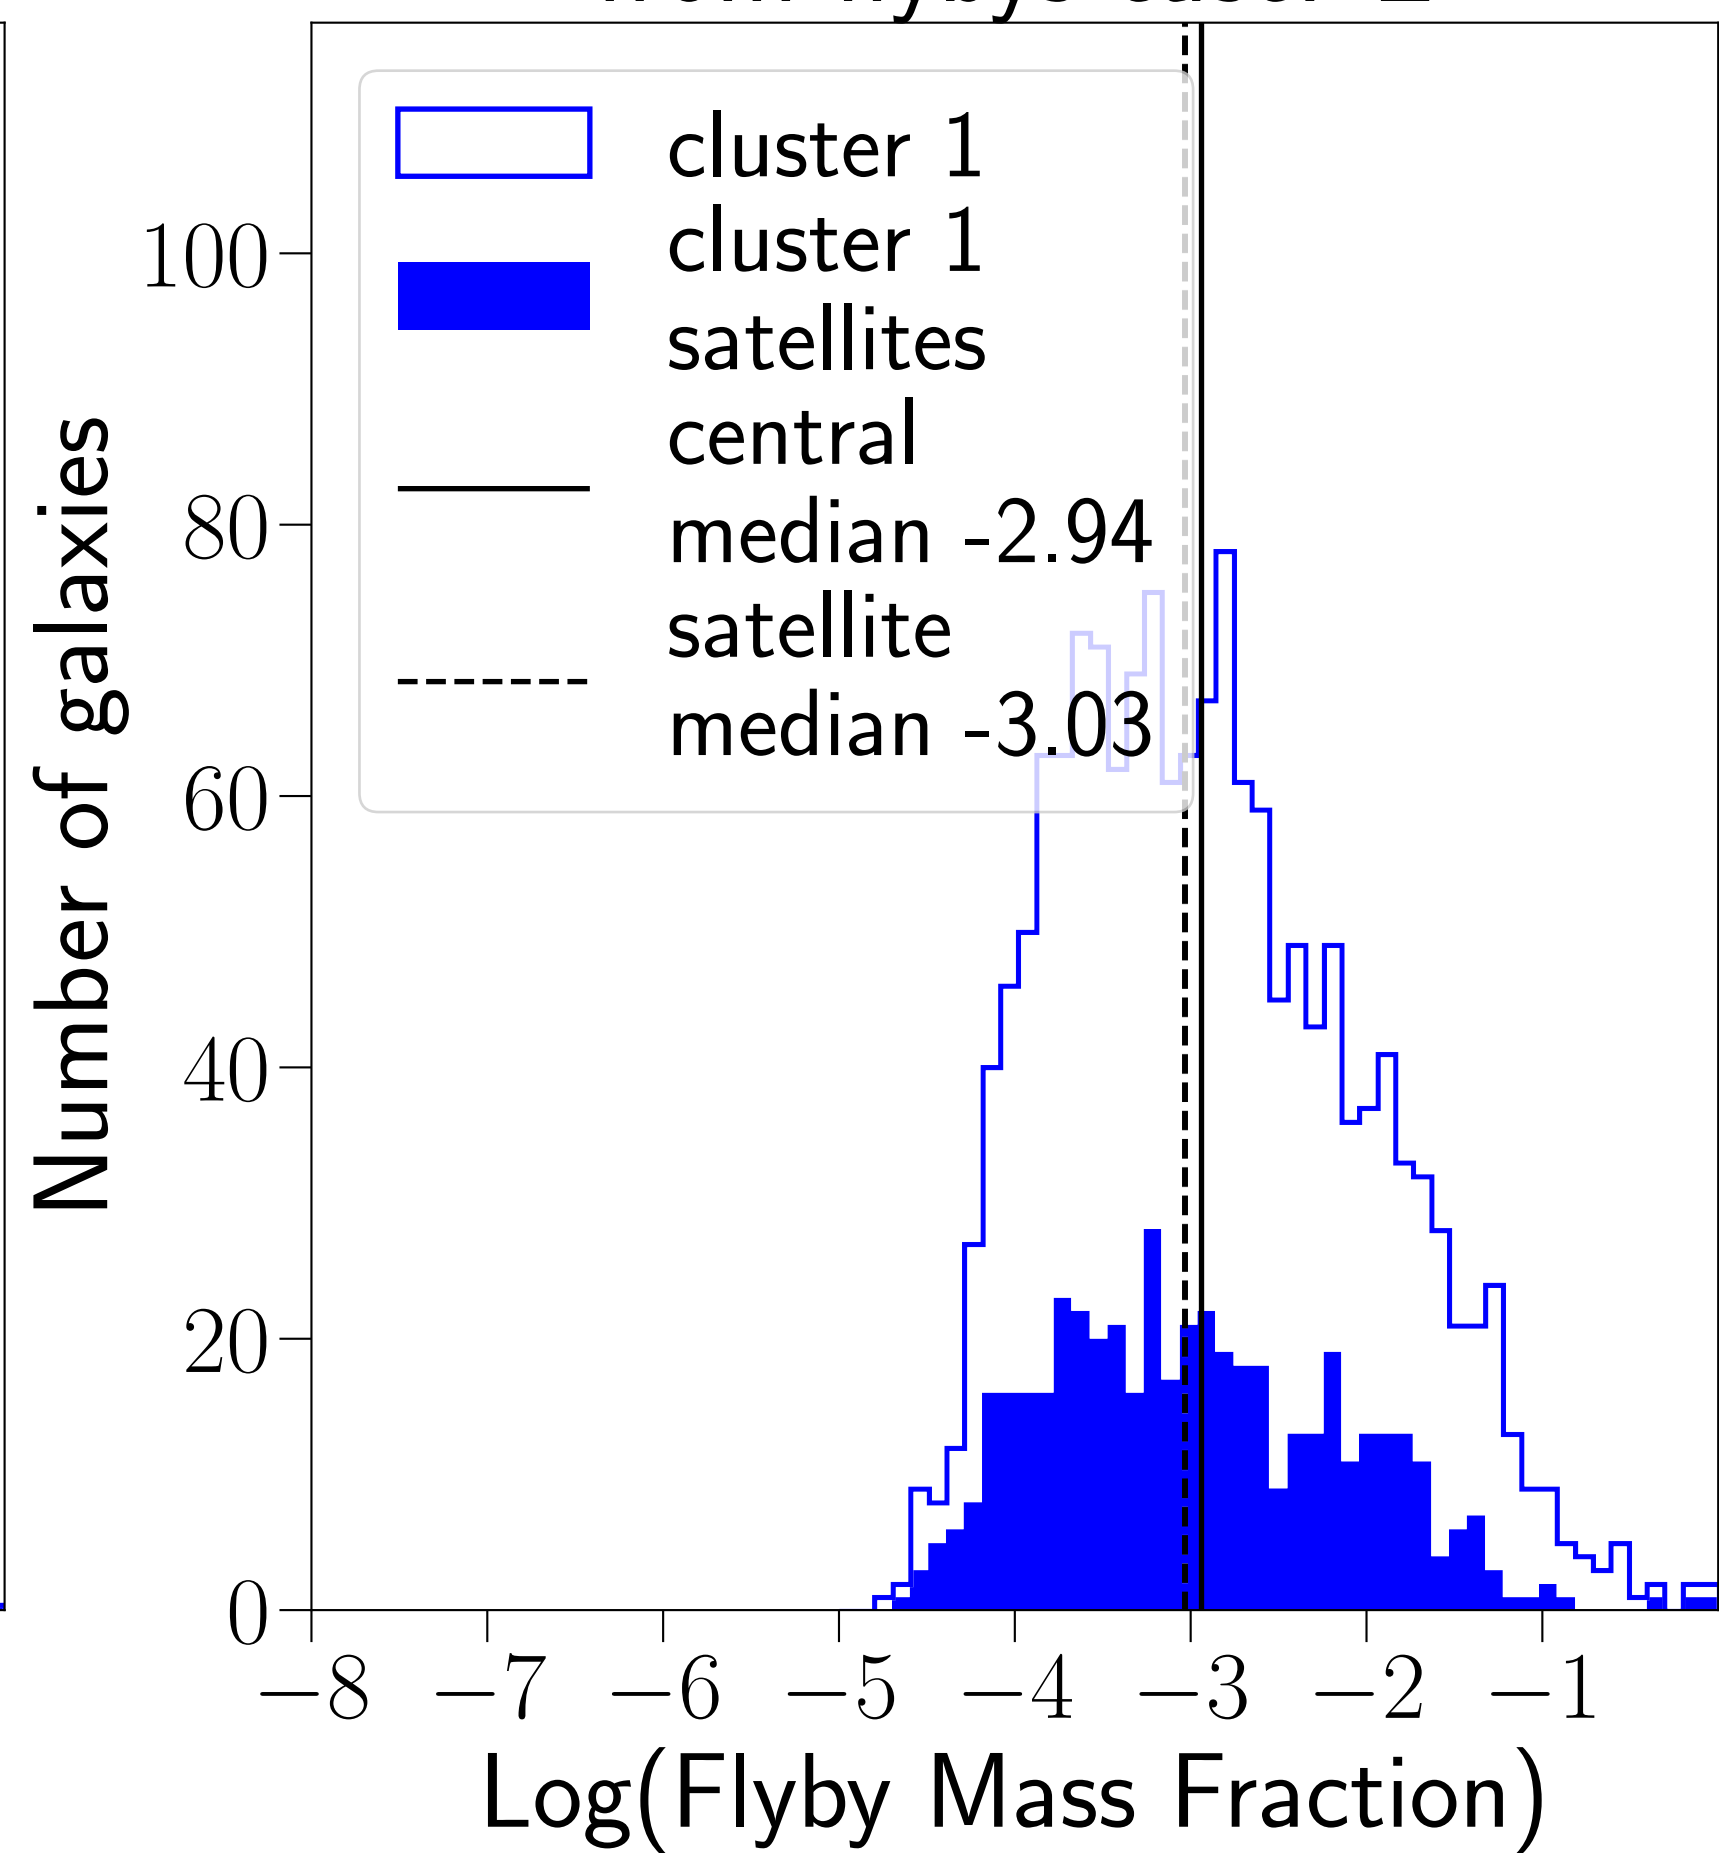 cluster 1
cluster 1
satellites
central
median -2.94
satellite
median -3.03
100
80
60
40
20
0
Number of galaxies
−8 −7 −6 −5 −4 −3 −2 −1
Log(Flyby Mass Fraction)